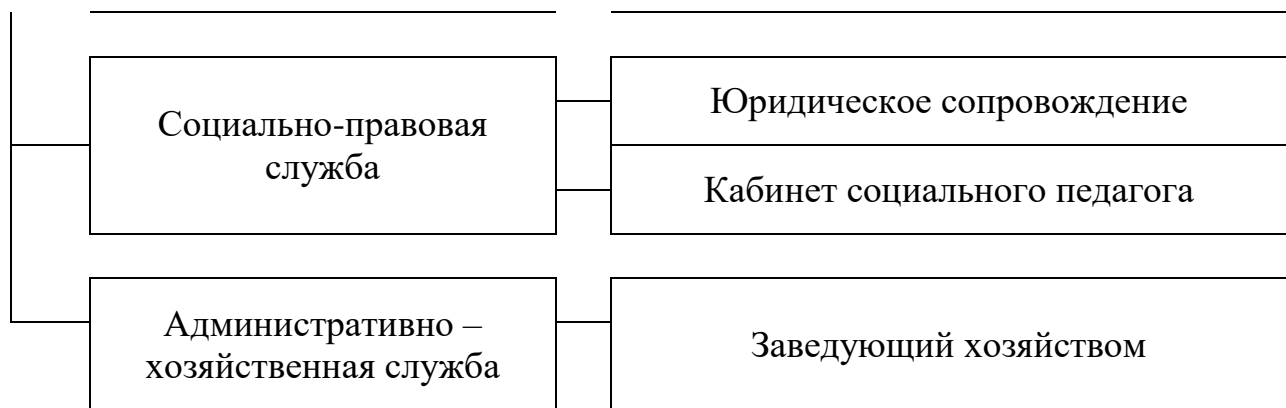 Социально-правовая
служба
Юридическое сопровождение
Кабинет социального педагога
Административно –
хозяйственная служба
Заведующий хозяйством